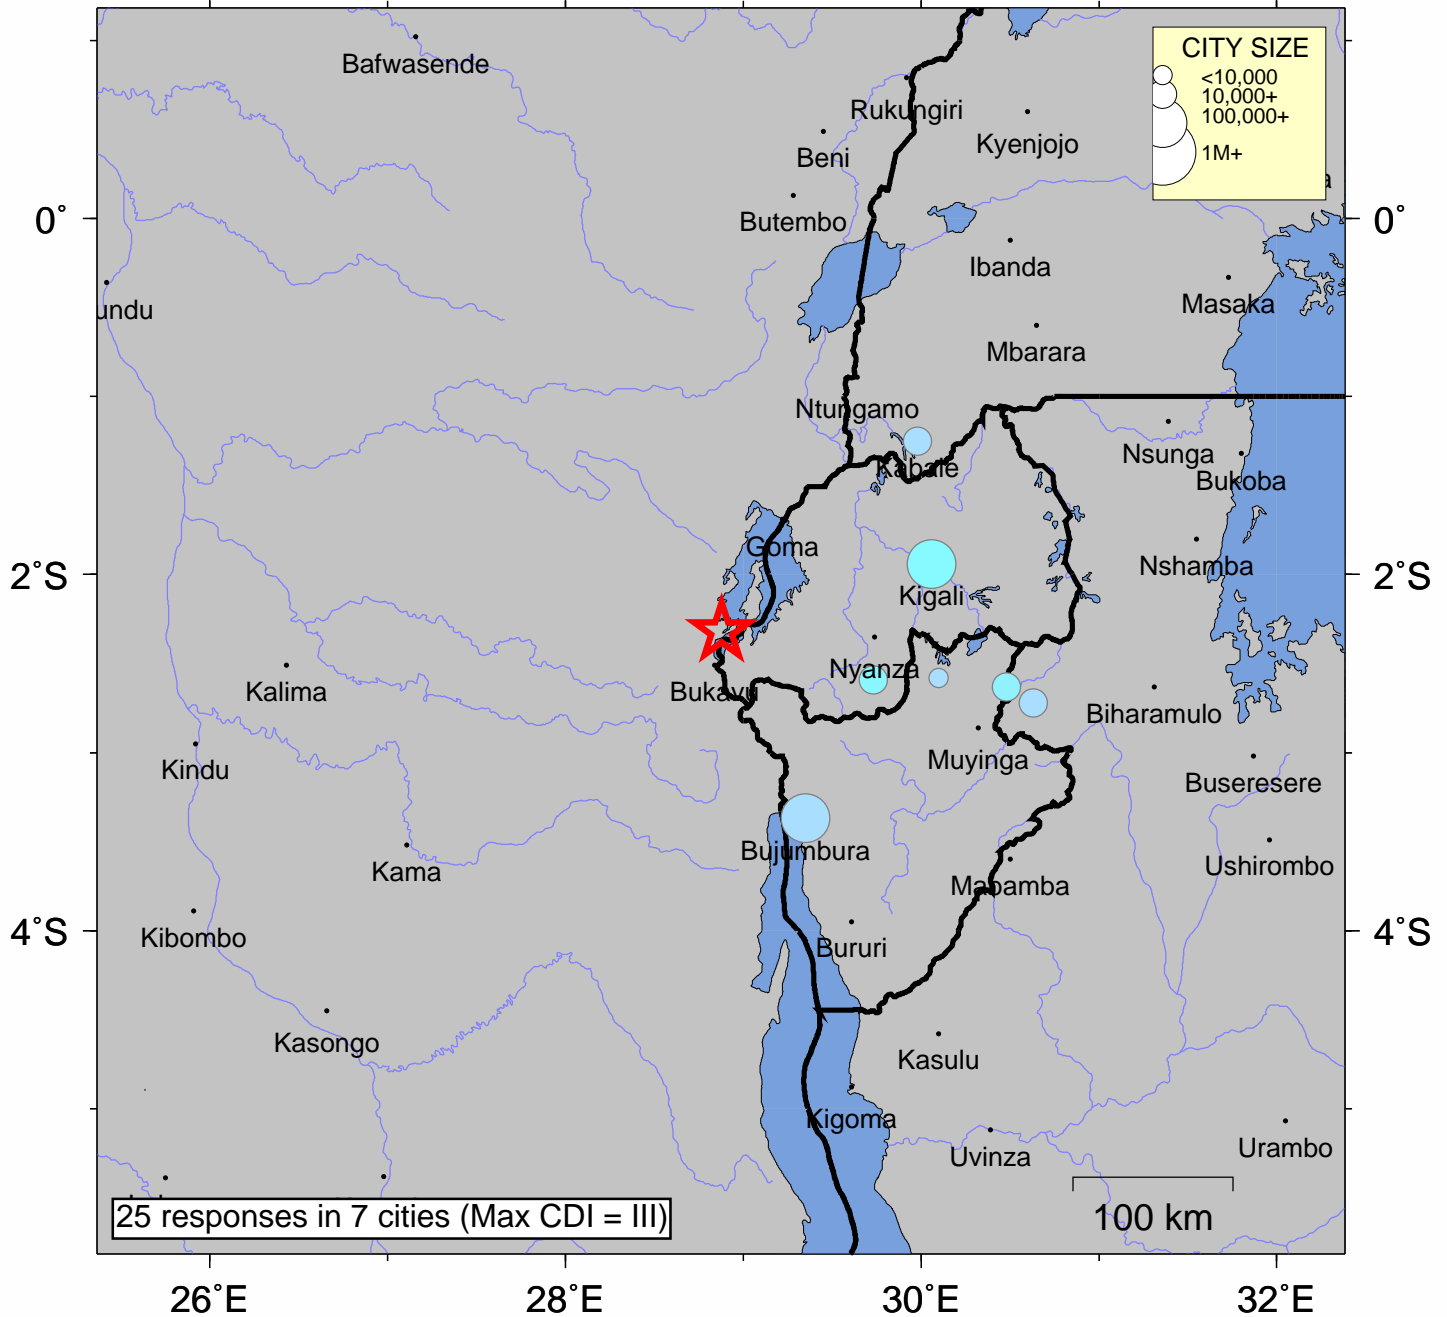 CITY SIZE
<10,000
10,000+
100,000+
1M+
Bafwasende
Rukungiri
Kyenjojo
Beni
a
Butembo
0˚
0˚
Ibanda
undu
Masaka
Mbarara
Ntungamo
Nsunga
Kabale
Bukoba
Goma
2˚S
Nshamba
2˚S
Kigali
Nyanza
Kalima
Bukavu
Biharamulo
Muyinga
Kindu
Buseresere
Bujumbura
Kama
Ushirombo
Mabamba
Kibombo
4˚S
4˚S
Bururi
Kasongo
Kasulu
Kigoma
Uvinza
Urambo
25 responses in 7 cities (Max CDI = III)
100 km
26˚E
28˚E
30˚E
32˚E